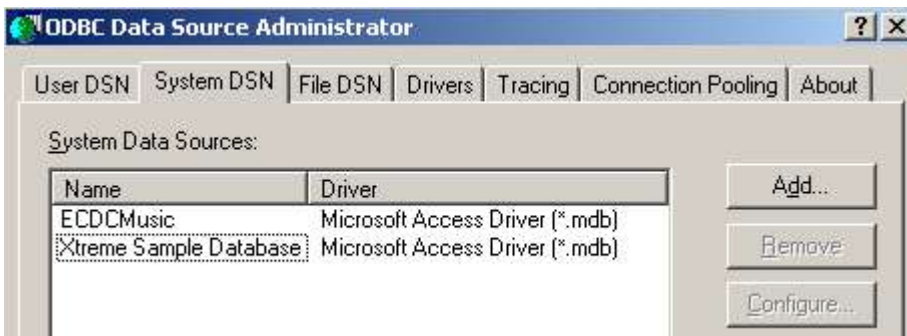 ODBC Data Source Administrator
User DSN System DSN File DSN Drivers Tracing Connection Pooling About
System Data Sources:
Name Driver
ECDCMusic Microsoft Access Driver (*.mdb)
Xtreme Sample Database Microsoft Access Driver (*.mdb)
Add...
Remove
Configure...